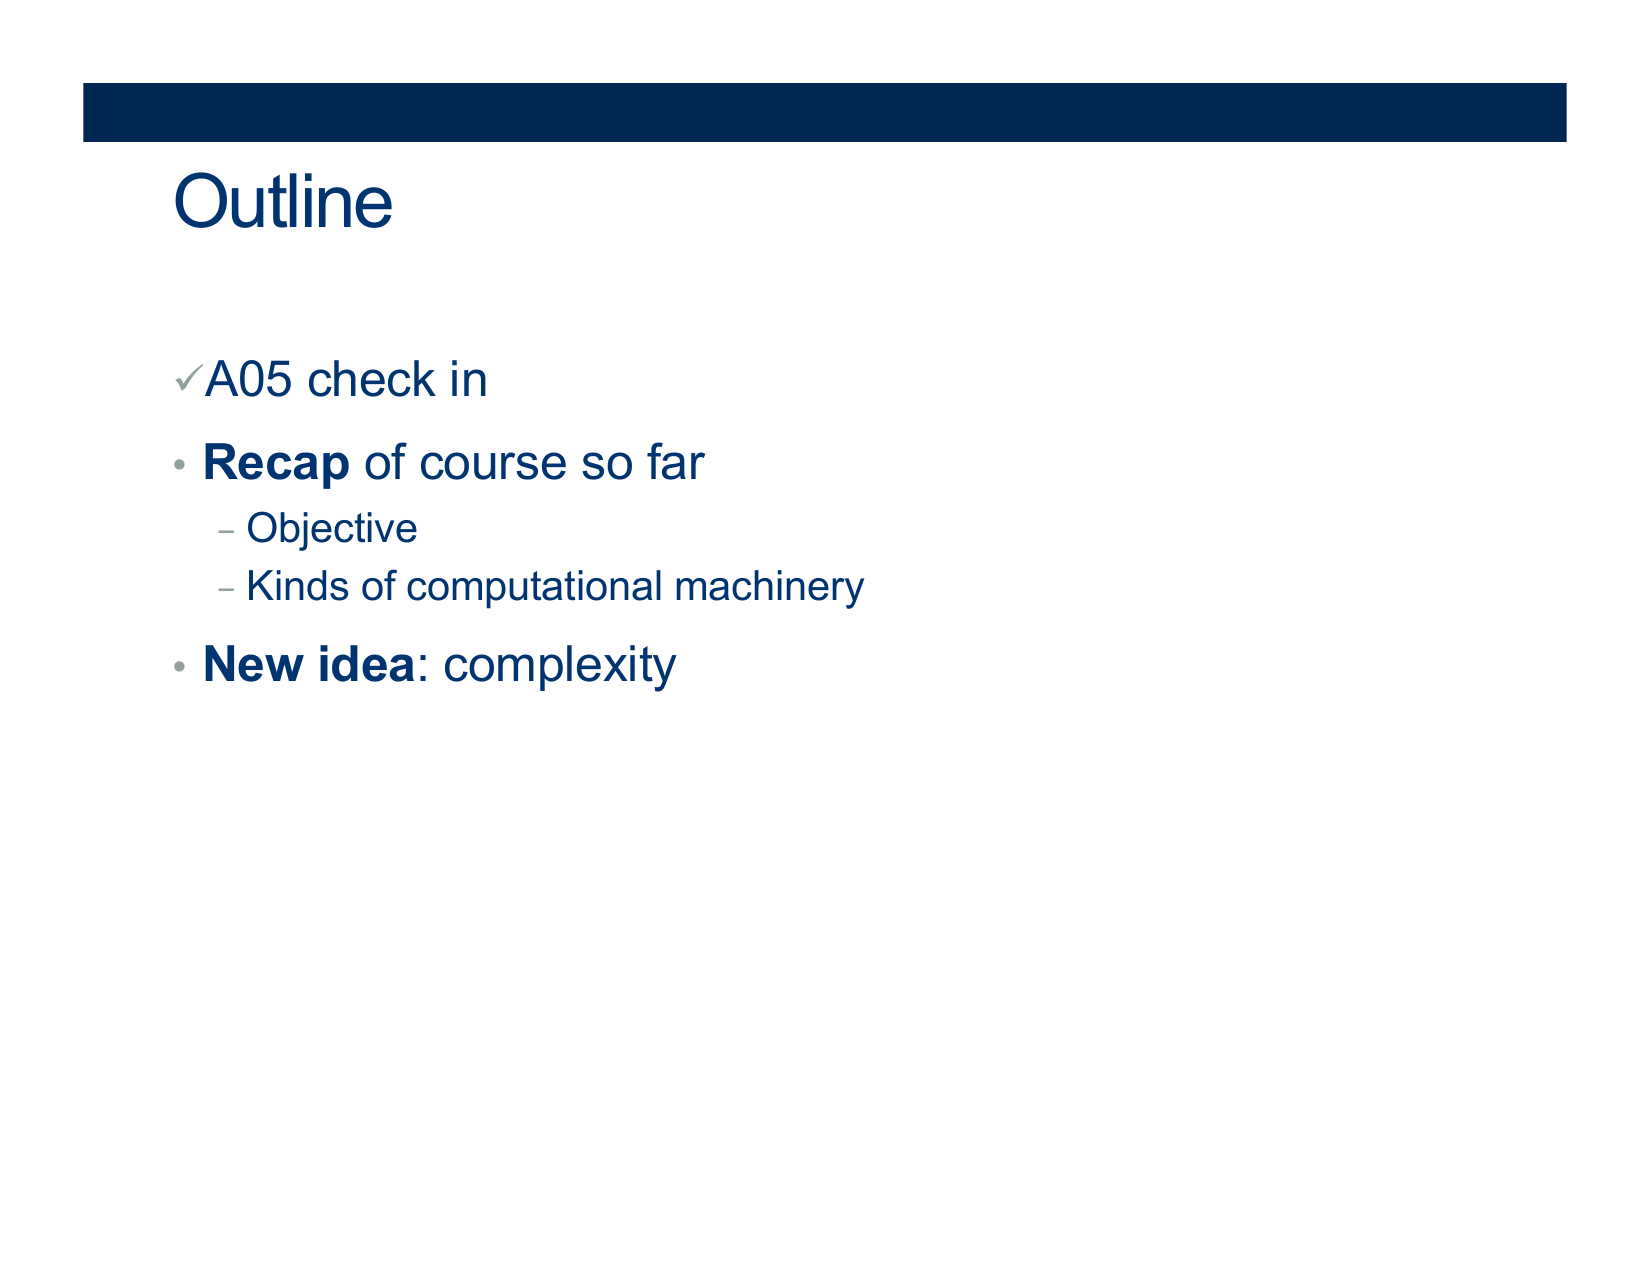 Outline
✓A05 check in
• Recap of course so far
– Objective
– Kinds of computational machinery
• New idea: complexity